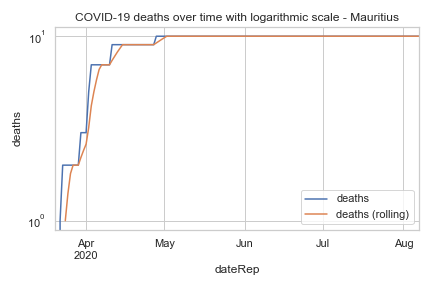 COVID-19 deaths over time with logarithmic scale - Mauritius
10¹
deaths
10⁰
deaths
deaths (rolling)
Apr May Jun Jul Aug
2020
dateRep